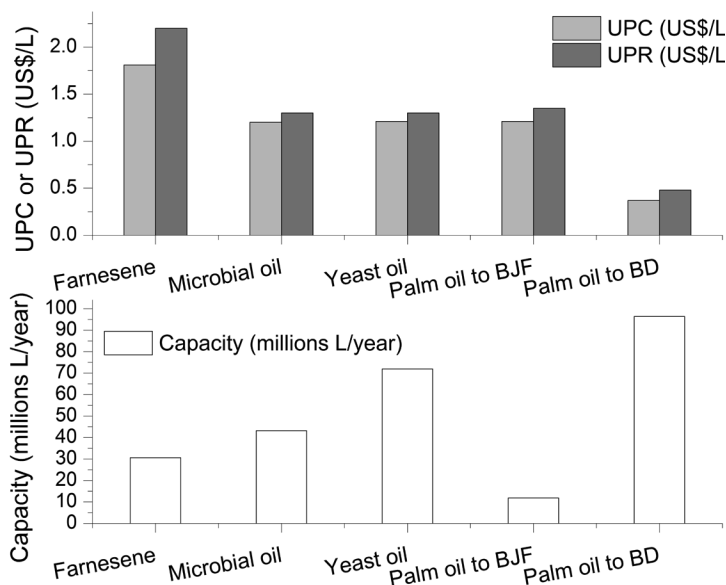 UPC (US$/L
UPR (US$/L
UPC or UPR (US$/L)
2.0
1.5
1.0
0.5
0.0
Farnesene
Microbial oil
Yeast oil
Palm oil to BJF
Palm oil to BD
Capacity (millions L/year)
Capacity (millions L/year)
100
90
80
70
60
50
40
30
20
10
0
Farnesene
Microbial oil
Yeast oil
Palm oil to BJF
Palm oil to BD